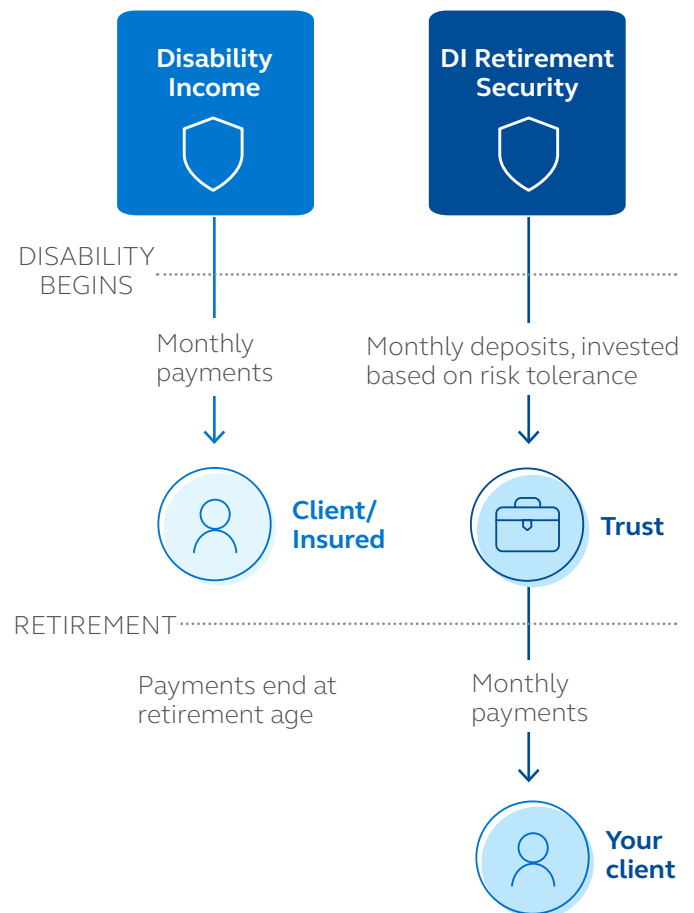 Disability
Income
DI Retirement
Security
DISABILITY
BEGINS
Monthly
payments
Monthly deposits, invested
based on risk tolerance
Client/
Insured
Trust
RETIREMENT
Payments end at
retirement age
Monthly
payments
Your
client